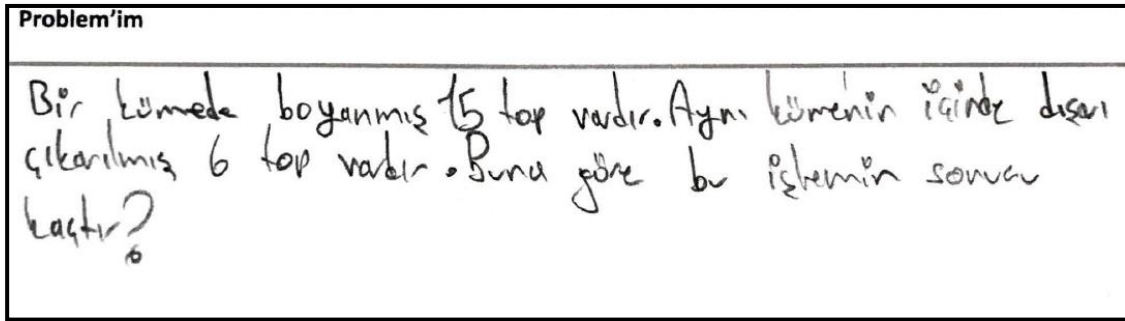 Problem'im
Bir kümede boyanmış 15 top vardır. Aynı kümenin içinde dışarı
çıkarılmış 6 top vardır. Buna göre bu işlemin sonucu
kaçtır?